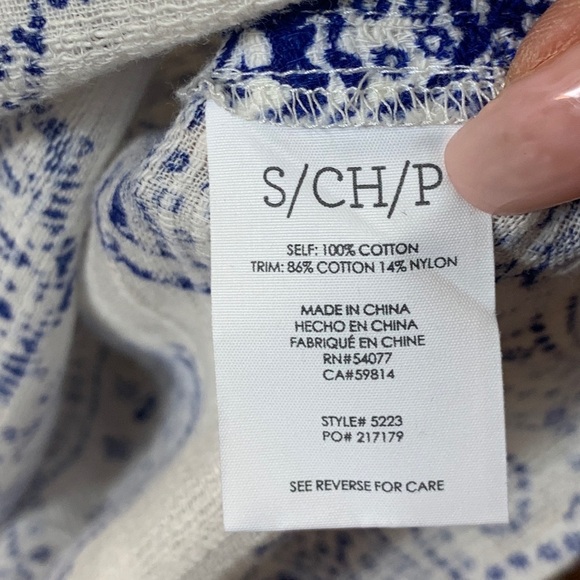 S/CH/P
SELF: 100% COTTON
TRIM: 86% COTTON 14% NYLON
MADE IN CHINA
HECHO EN CHINA
FABRIQUÉ EN CHINE
RN#54077
CA#59814
STYLE# 5223
PO# 217179
SEE REVERSE FOR CARE